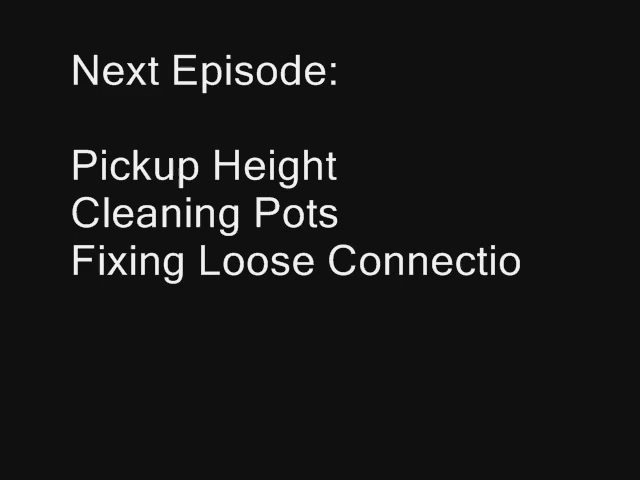 Next Episode:
Pickup Height
Cleaning Pots
Fixing Loose Connectio